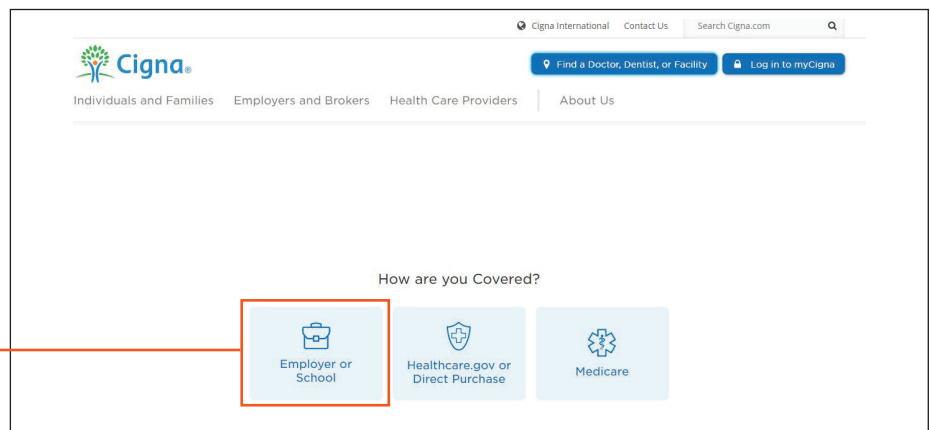 Cigna International Contact Us Search Cigna.com
Cigna®
Find a Doctor, Dentist, or Facility Log in to myCigna
Individuals and Families Employers and Brokers Health Care Providers About Us
How are you Covered?
Employer or
School
Healthcare.gov or
Direct Purchase
Medicare